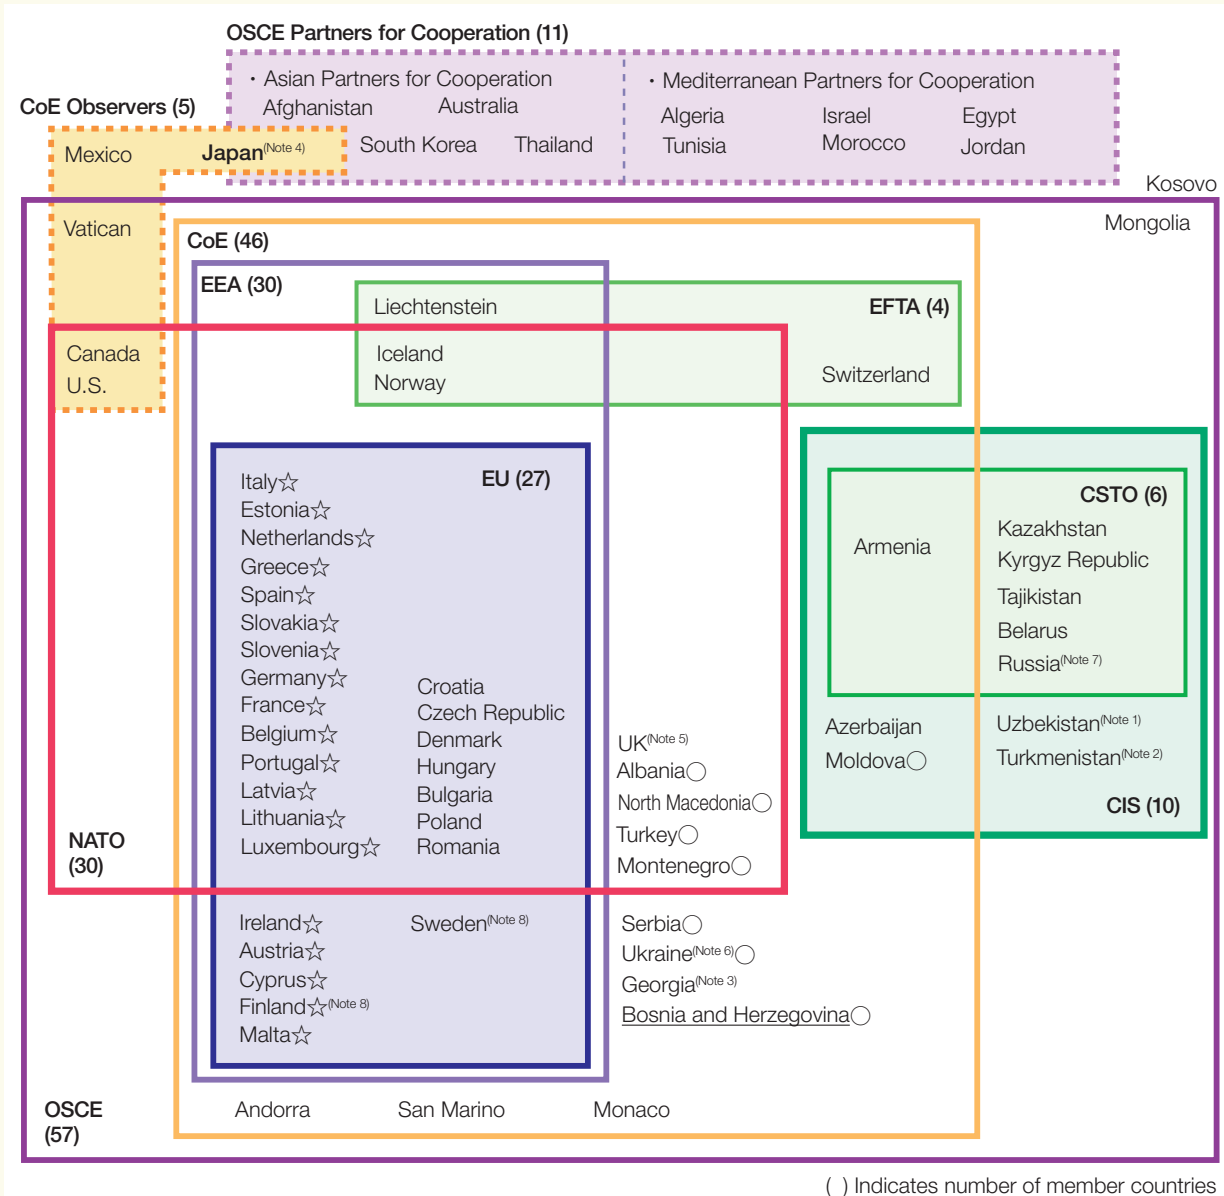 OSCE Partners for Cooperation (11)
・Asian Partners for Cooperation
Afghanistan
Australia
South Korea
Thailand
・Mediterranean Partners for Cooperation
Algeria
Israel
Egypt
Tunisia
Morocco
Jordan
CoE Observers (5)
Mexico
Japan(Note 4)
Vatican
Canada
U.S.
Kosovo
Mongolia
CoE (46)
EEA (30)
Liechtenstein
EFTA (4)
Iceland
Norway
Switzerland
EU (27)
Italy☆
Estonia☆
Netherlands☆
Greece☆
Spain☆
Slovakia☆
Slovenia☆
Germany☆
France☆
Belgium☆
Portugal☆
Latvia☆
Lithuania☆
Luxembourg☆
Croatia
Czech Republic
Denmark
Hungary
Bulgaria
Poland
Romania
UK(Note 5)
Albania○
North Macedonia○
Turkey○
Montenegro○
NATO
(30)
CSTO (6)
Armenia
Kazakhstan
Kyrgyz Republic
Tajikistan
Belarus
Russia(Note 7)
Azerbaijan
Moldova○
Uzbekistan(Note 1)
Turkmenistan(Note 2)
CIS (10)
Ireland☆
Austria☆
Cyprus☆
Finland☆(Note 8)
Malta☆
Sweden(Note 8)
Serbia○
Ukraine(Note 6)○
Georgia(Note 3)
Bosnia and Herzegovina○
OSCE
(57)
Andorra
San Marino
Monaco
( ) Indicates number of member countries